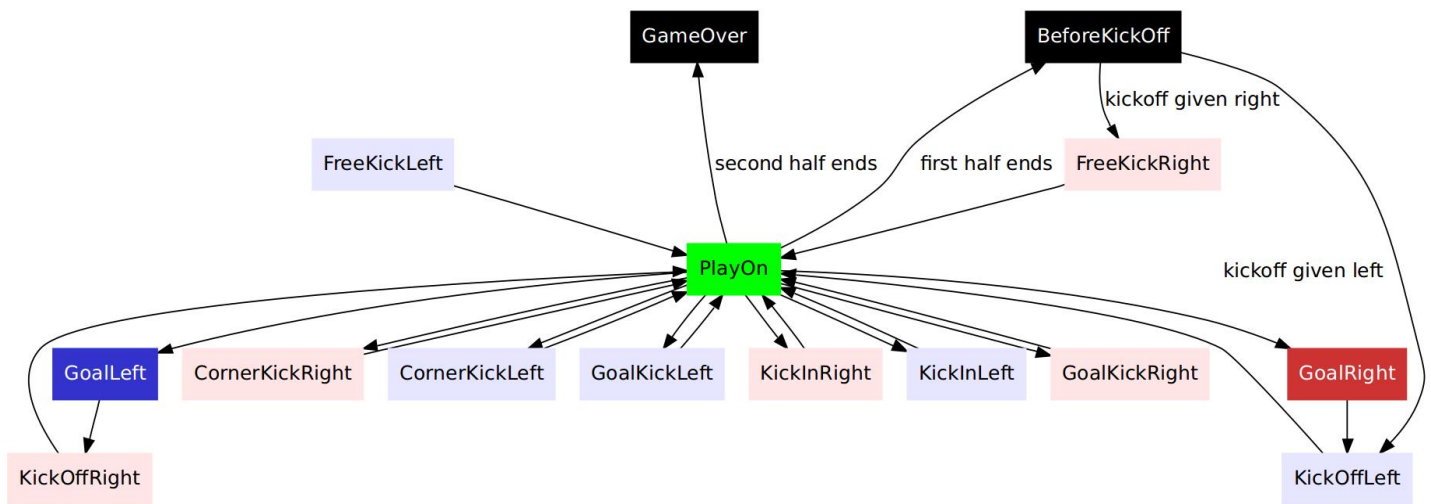 GameOver
BeforeKickOff
kickoff given right
FreeKickLeft
second half ends
first half ends
FreeKickRight
PlayOn
kickoff given left
GoalLeft
CornerKickRight
CornerKickLeft
GoalKickLeft
KickInRight
KickInLeft
GoalKickRight
GoalRight
KickOffRight
KickOffLeft